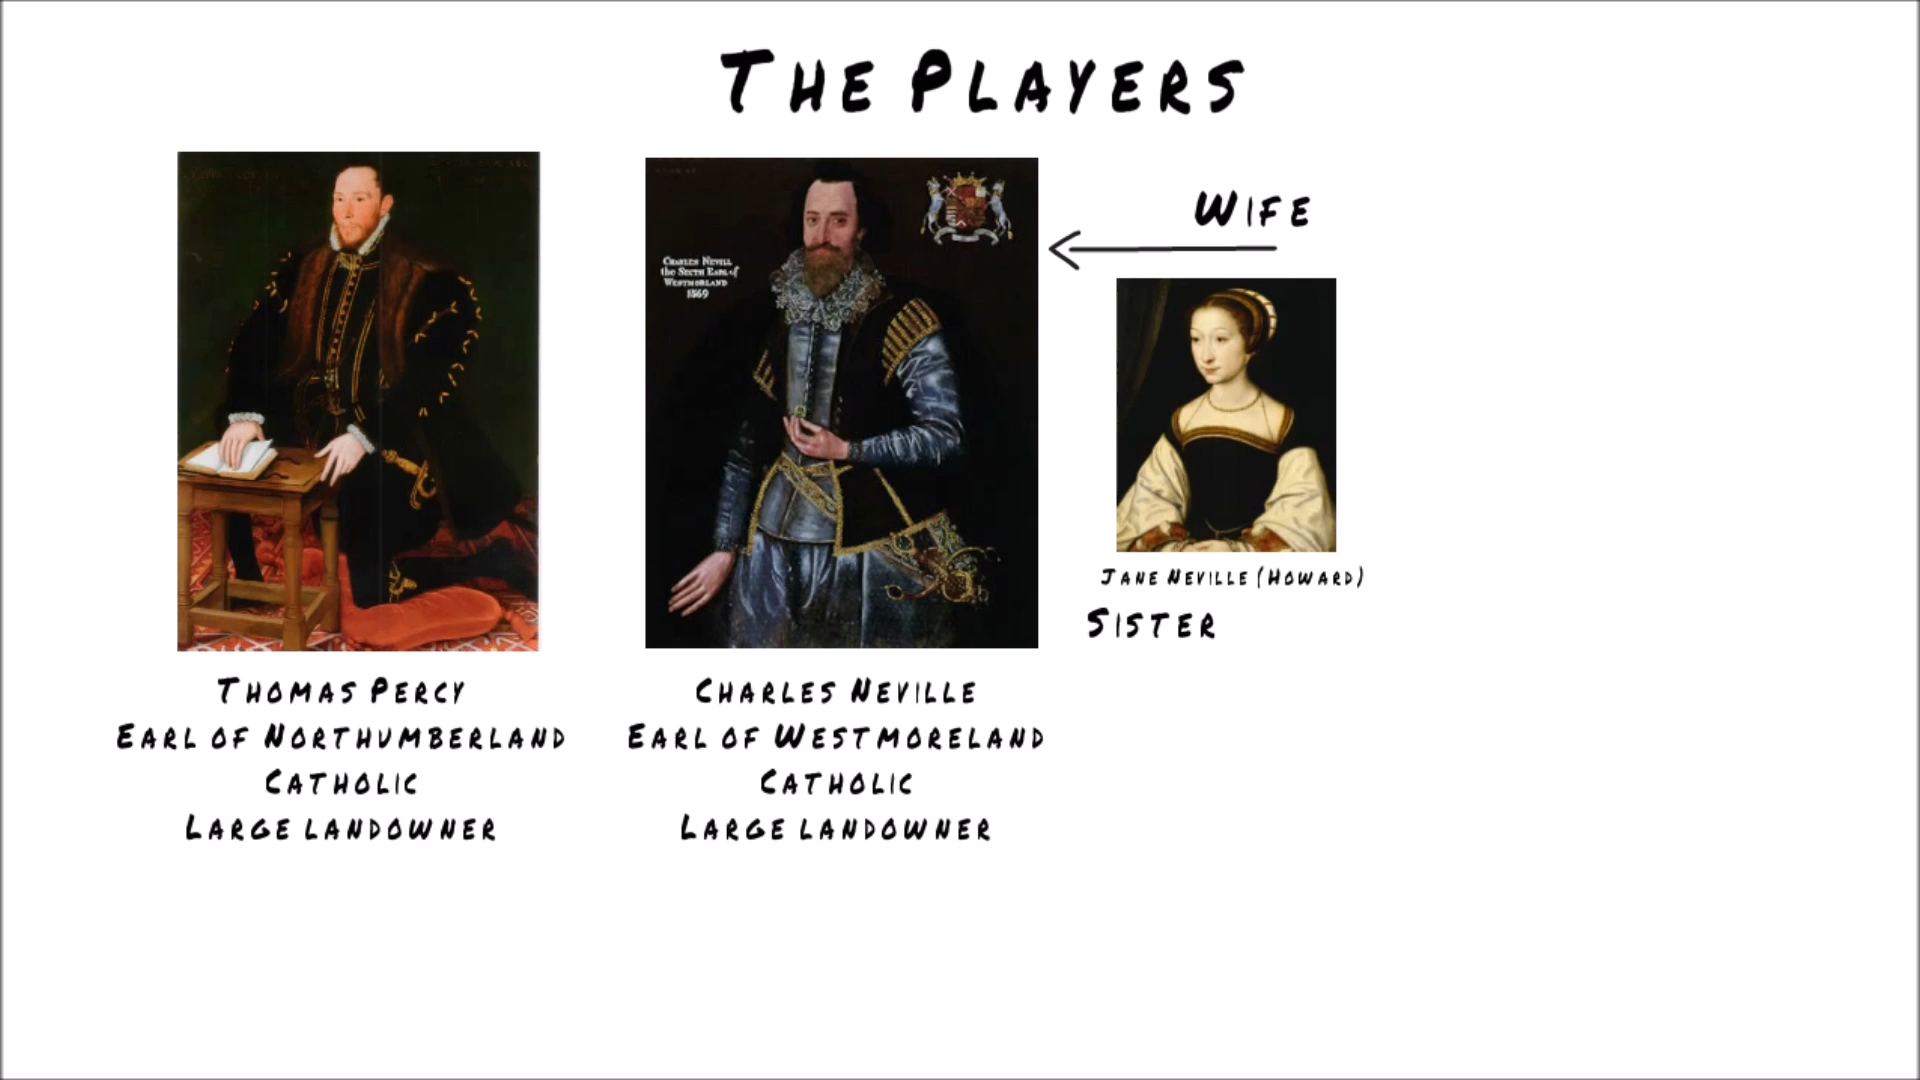 The Players
Charles Nevill
the Sixth Earl of
Westmorland
1569
Wife
Jane Neville (Howard)
Sister
Thomas Percy
Earl of Northumberland
Catholic
Large landowner
Charles Neville
Earl of Westmoreland
Catholic
Large landowner